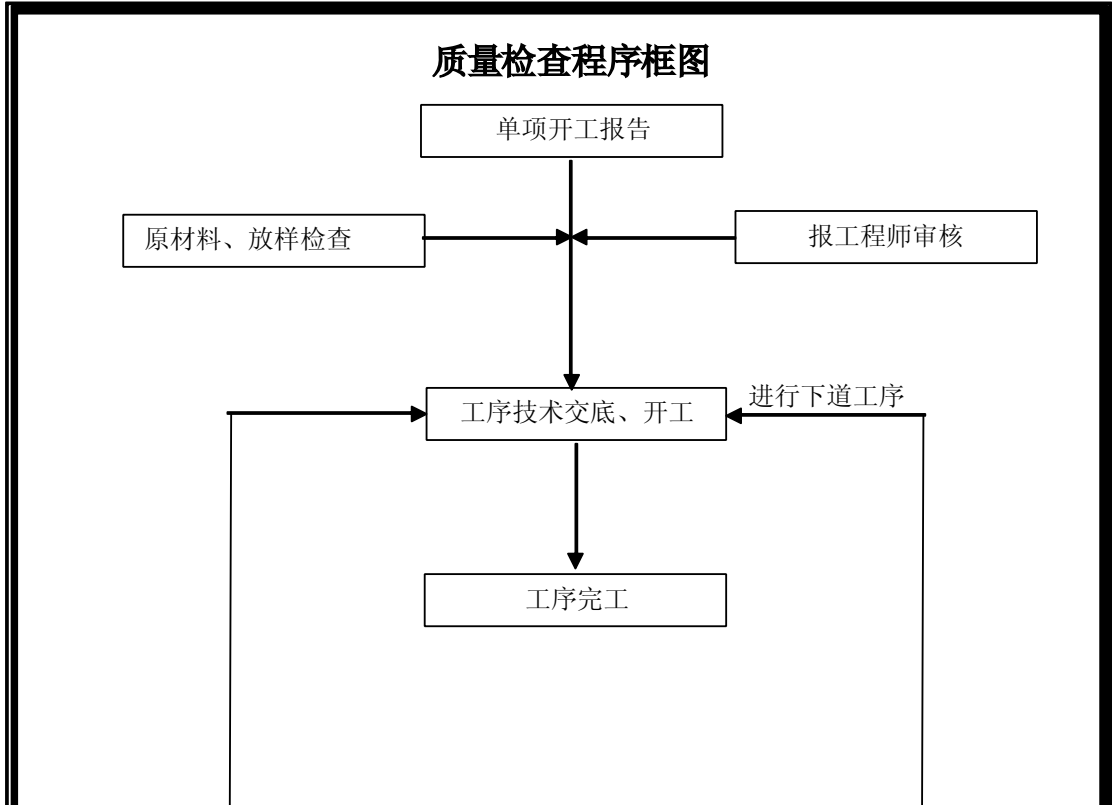 质量检查程序框图
单项开工报告
原材料、放样检查
报工程师审核
工序技术交底、开工
进行下道工序
工序完工